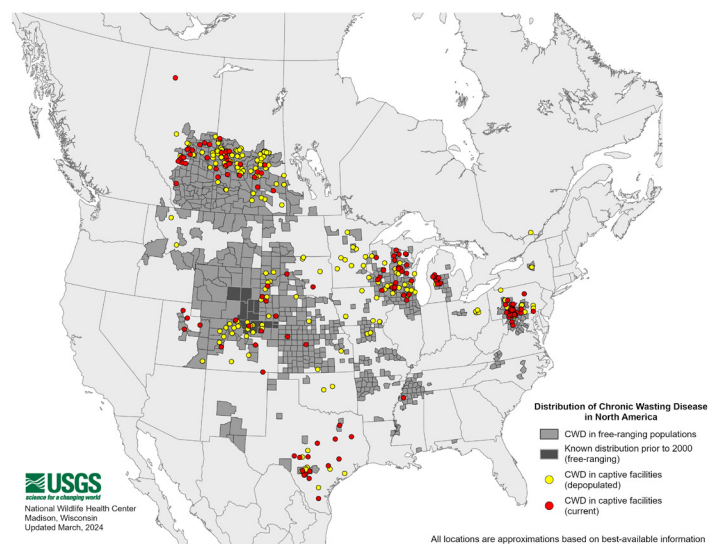 Distribution of Chronic Wasting Disease
in North America
CWD in free-ranging populations
Known distribution prior to 2000
(free-ranging)
CWD in captive facilities
(depopulated)
CWD in captive facilities
(current)
USGS
science for a changing world
National Wildlife Health Center
Madison, Wisconsin
Updated March, 2024
All locations are approximations based on best-available information